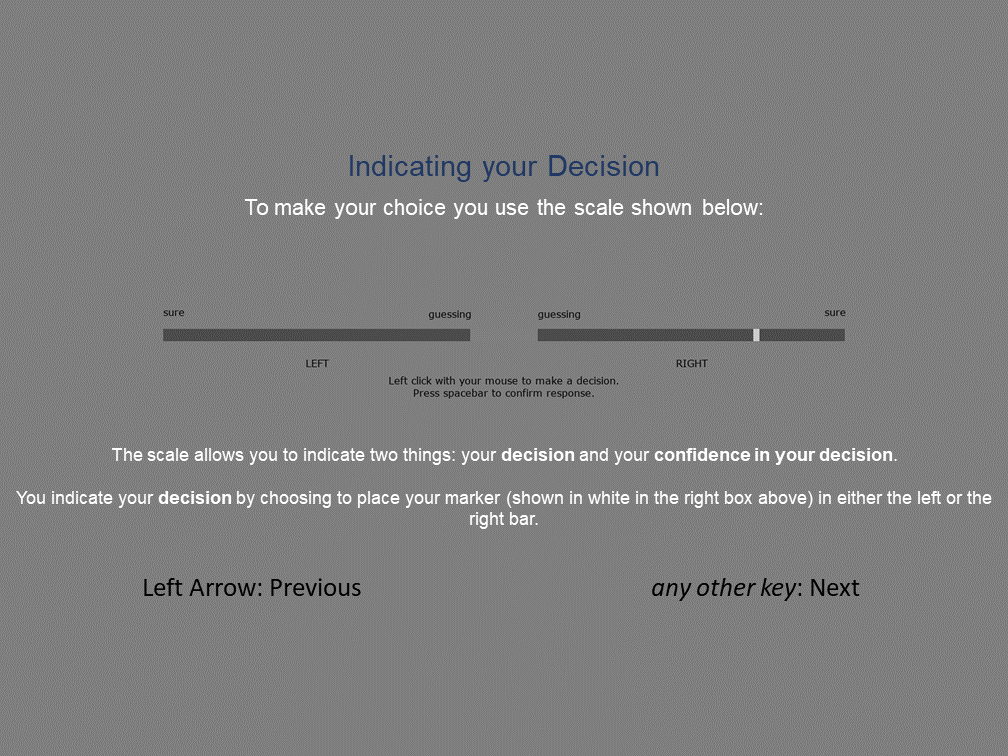 Indicating your Decision
To make your choice you use the scale shown below:
sure guessing guessing sure
LEFT RIGHT
Left click with your mouse to make a decision.
Press spacebar to confirm response.
The scale allows you to indicate two things: your decision and your confidence in your decision.
You indicate your decision by choosing to place your marker (shown in white in the right box above) in either the left or the
right bar.
Left Arrow: Previous any other key: Next